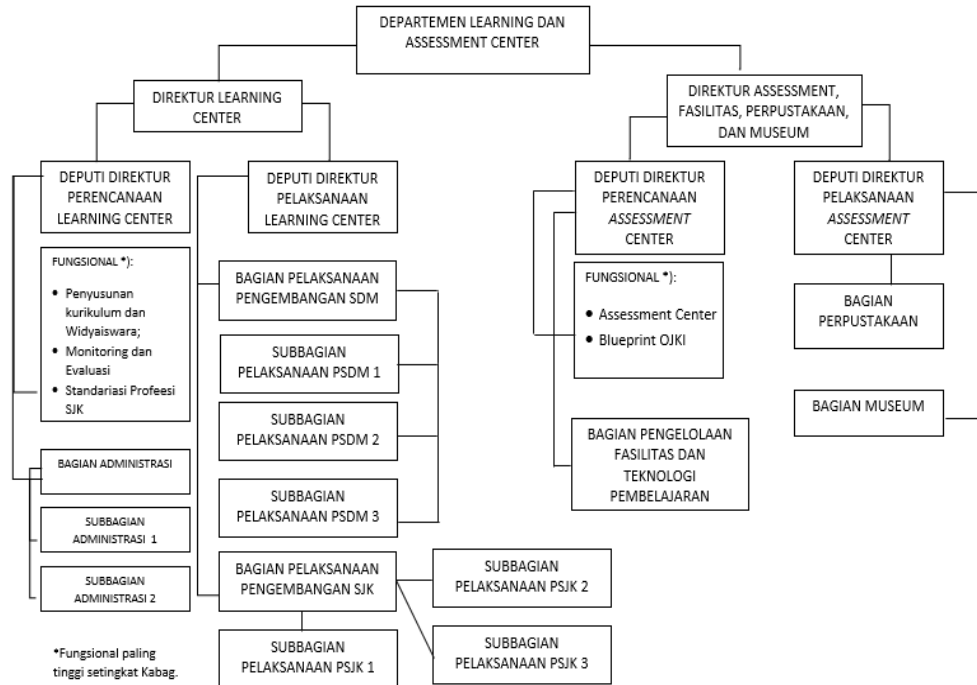 DEPARTEMEN LEARNING DAN
ASSESSMENT CENTER
DIREKTUR LEARNING
CENTER
DIREKTUR ASSESSMENT,
FASILITAS, PERPUSTAKAAN,
DAN MUSEUM
DEPUTI DIREKTUR
PERENCANAAN
LEARNING CENTER
DEPUTI DIREKTUR
PELAKSANAAN
LEARNING CENTER
DEPUTI DIREKTUR
PERENCANAAN
ASSESSMENT
CENTER
DEPUTI DIREKTUR
PELAKSANAAN
ASSESSMENT
CENTER
FUNGSIONAL *):
• Penyusunan
kurikulum dan
Widyaiswara;
• Monitoring dan
Evaluasi
• Standariasi Profeesi
SJK
BAGIAN PELAKSANAAN
PENGEMBANGAN SDM
SUBBAGIAN
PELAKSANAAN PSDM 1
SUBBAGIAN
PELAKSANAAN PSDM 2
SUBBAGIAN
PELAKSANAAN PSDM 3
FUNGSIONAL *):
• Assessment Center
• Blueprint OJKI
BAGIAN
PERPUSTAKAAN
BAGIAN MUSEUM
BAGIAN PENGELOLAAN
FASILITAS DAN
TEKNOLOGI
PEMBELAJARAN
BAGIAN ADMINISTRASI
SUBBAGIAN
ADMINISTRASI 1
SUBBAGIAN
ADMINISTRASI 2
BAGIAN PELAKSANAAN
PENGEMBANGAN SJK
SUBBAGIAN
PELAKSANAAN PSJK 2
SUBBAGIAN
PELAKSANAAN PSJK 1
SUBBAGIAN
PELAKSANAAN PSJK 3
*Fungsional paling
tinggi setingkat Kabag.